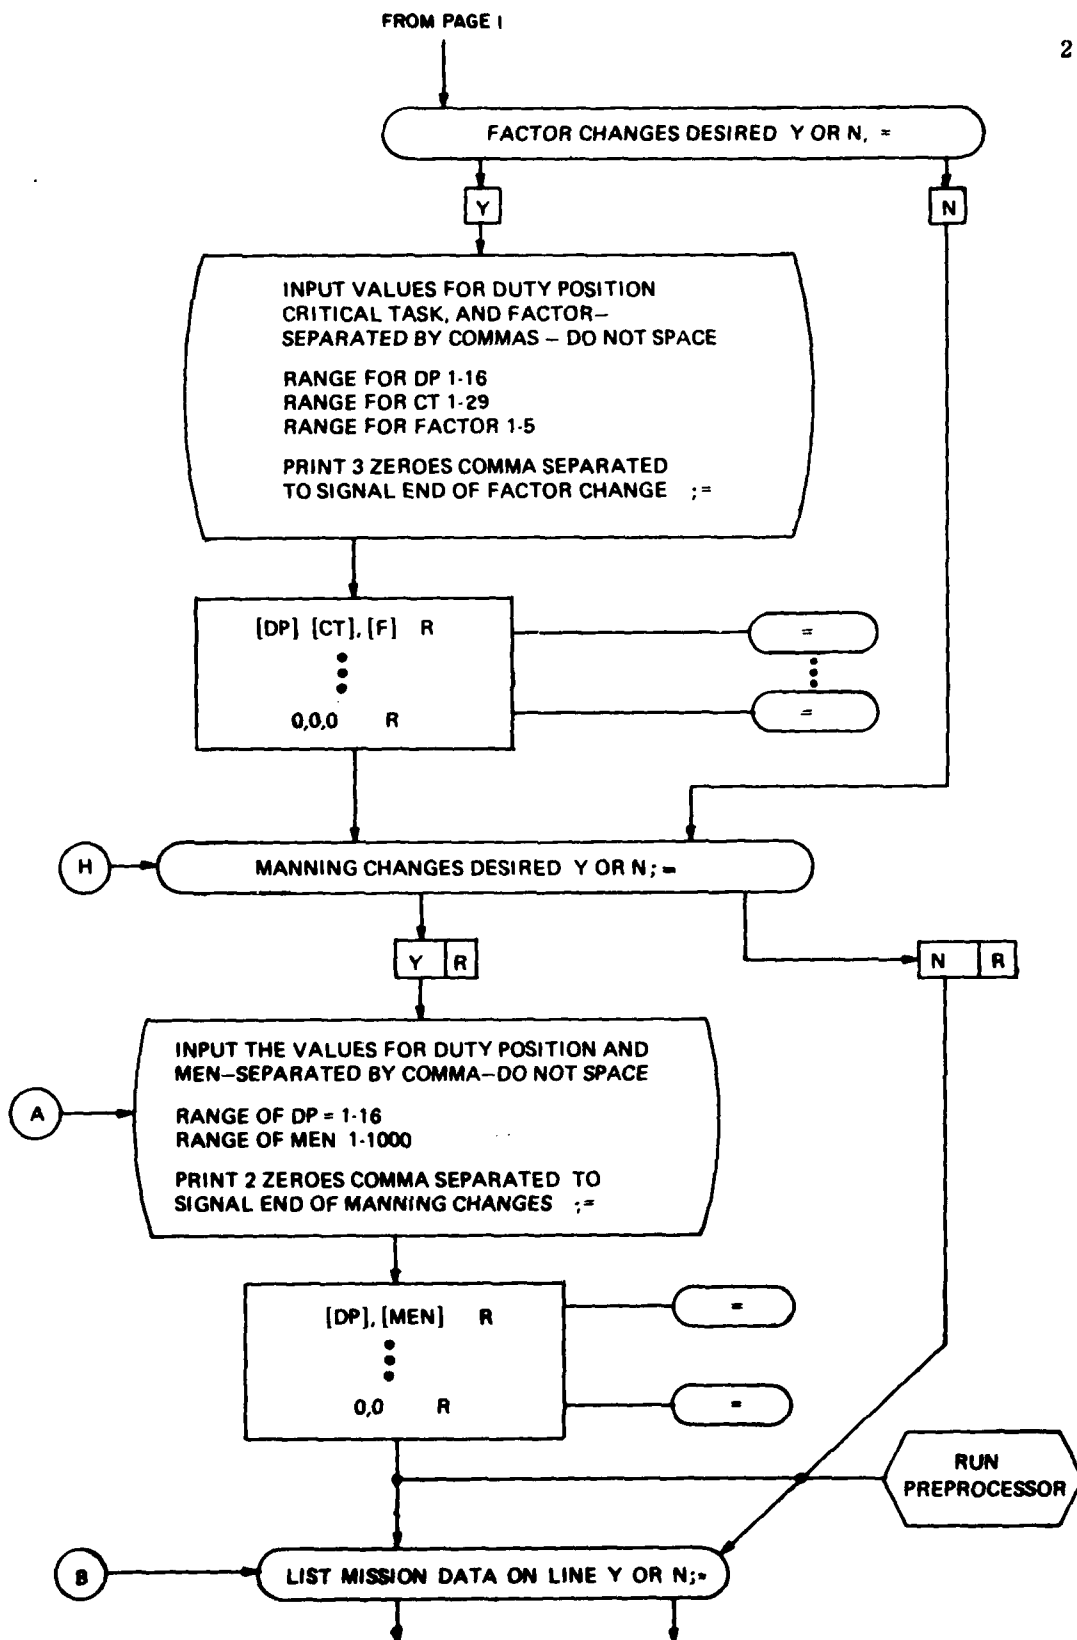 FROM PAGE 1
2
FACTOR CHANGES DESIRED Y OR N, =
Y
N
INPUT VALUES FOR DUTY POSITION
CRITICAL TASK, AND FACTOR—
SEPARATED BY COMMAS — DO NOT SPACE
RANGE FOR DP 1-16
RANGE FOR CT 1-29
RANGE FOR FACTOR 1-5
PRINT 3 ZEROES COMMA SEPARATED
TO SIGNAL END OF FACTOR CHANGE ;=
[DP] [CT], [F] R
=
0,0,0 R
=
H
MANNING CHANGES DESIRED Y OR N; =
Y R
N R
INPUT THE VALUES FOR DUTY POSITION AND
MEN—SEPARATED BY COMMA—DO NOT SPACE
A
RANGE OF DP = 1-16
RANGE OF MEN 1-1000
PRINT 2 ZEROES COMMA SEPARATED TO
SIGNAL END OF MANNING CHANGES ;=
[DP], [MEN] R
=
0,0 R
=
RUN
PREPROCESSOR
B
LIST MISSION DATA ON LINE Y OR N;=